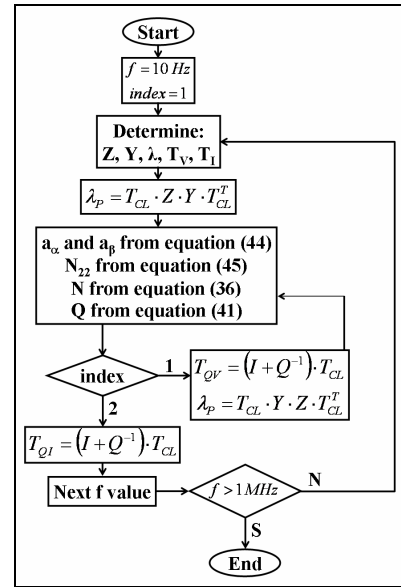 Start
f = 10 Hz
index = 1
Determine:
Z, Y, λ, T_V, T_I
λ_P = T_CL · Z · Y · T_CL^T
a_α and a_β from equation (44)
N_22 from equation (45)
N from equation (36)
Q from equation (41)
index
1
T_QV = (I + Q^-1) · T_CL
λ_P = T_CL · Y · Z · T_CL^T
2
T_QI = (I + Q^-1) · T_CL
Next f value
f > 1 MHz
N
S
End